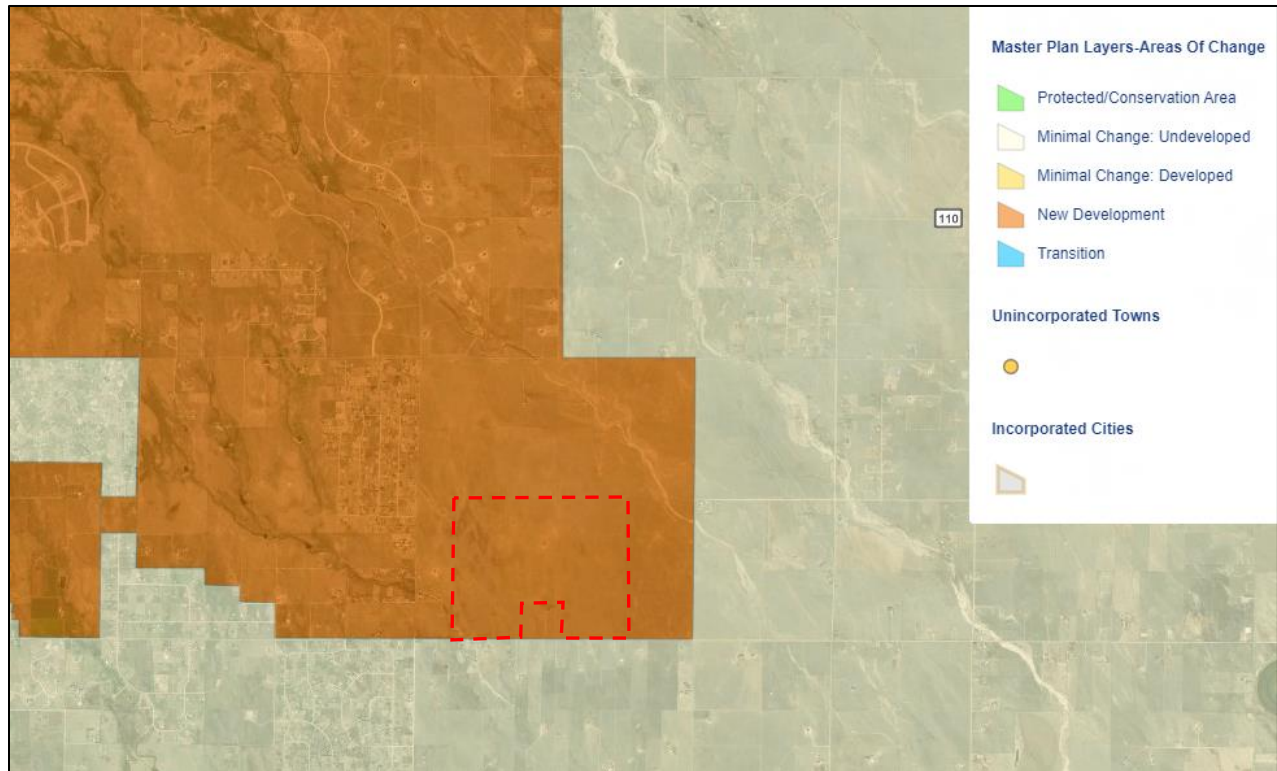 Master Plan Layers-Areas Of Change
Protected/Conservation Area
Minimal Change: Undeveloped
Minimal Change: Developed
New Development
Transition
Unincorporated Towns
Incorporated Cities
110